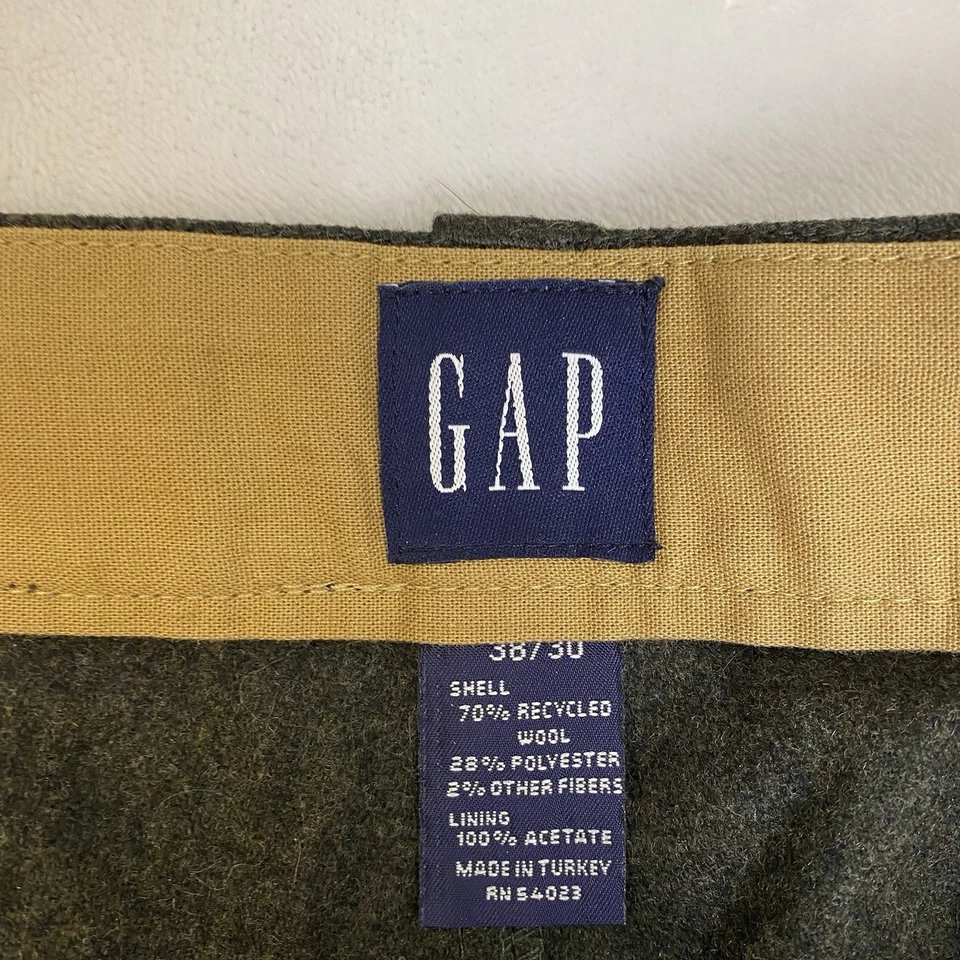 GAP
38/30
SHELL
70% RECYCLED
WOOL
28% POLYESTER
2% OTHER FIBERS
LINING
100% ACETATE
MADE IN TURKEY
RN 54023